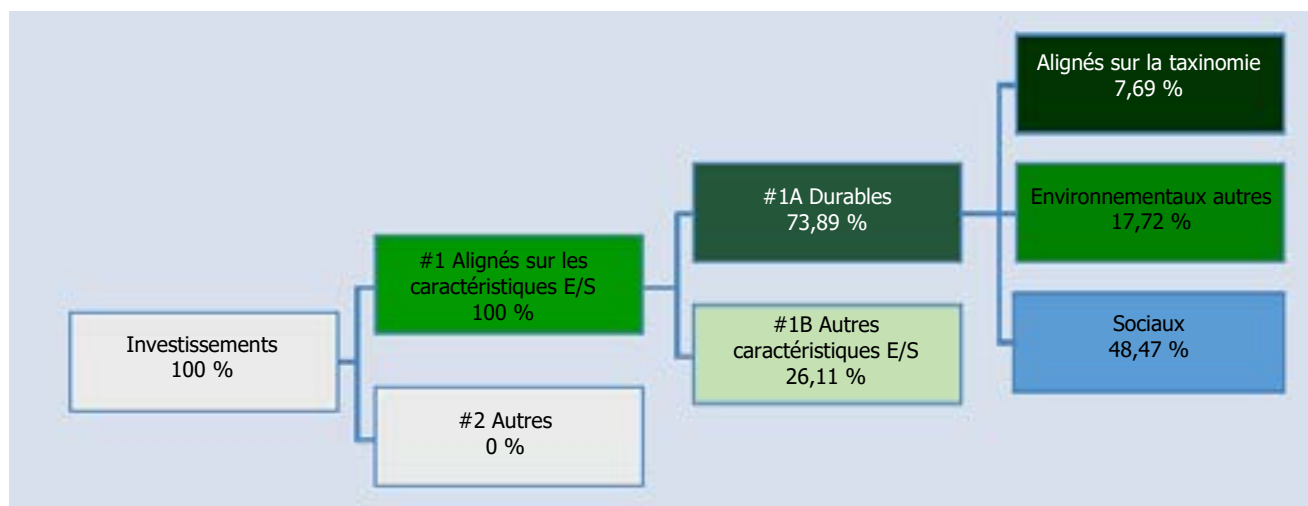 Investissements
100 %
#1 Alignés sur les
caractéristiques E/S
100 %
#2 Autres
0 %
#1A Durables
73,89 %
#1B Autres
caractéristiques E/S
26,11 %
Alignés sur la taxinomie
7,69 %
Environnementaux autres
17,72 %
Sociaux
48,47 %